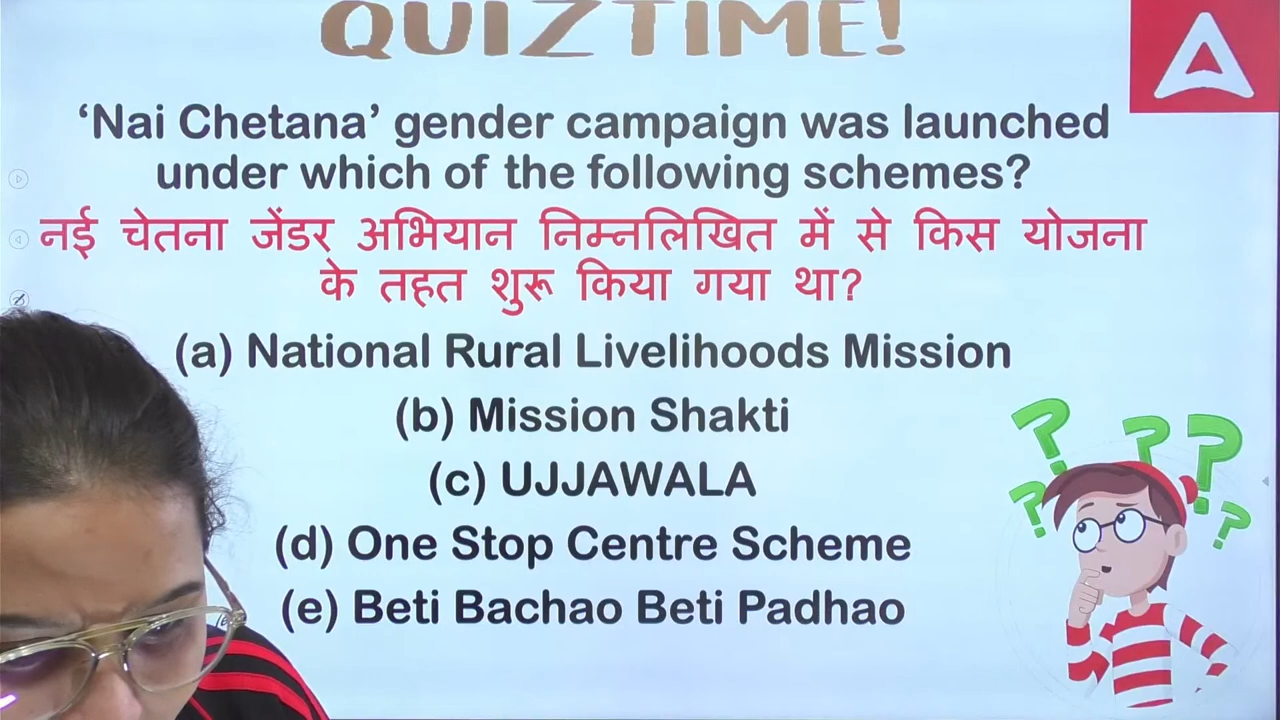 QUIZTIME!
‘Nai Chetana’ gender campaign was launched
under which of the following schemes?
नई चेतना जेंडर अभियान निम्नलिखित में से किस योजना
के तहत शुरू किया गया था?
(a) National Rural Livelihoods Mission
(b) Mission Shakti
(c) UJJAWALA
(d) One Stop Centre Scheme
(e) Beti Bachao Beti Padhao